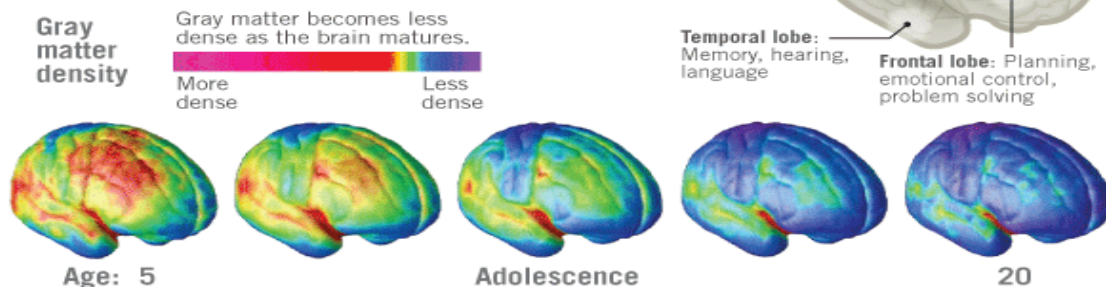 Gray
matter
density
Gray matter becomes less
dense as the brain matures.
More
dense
Less
dense
Temporal lobe:
Memory, hearing,
language
Frontal lobe: Planning,
emotional control,
problem solving
Age: 5
Adolescence
20